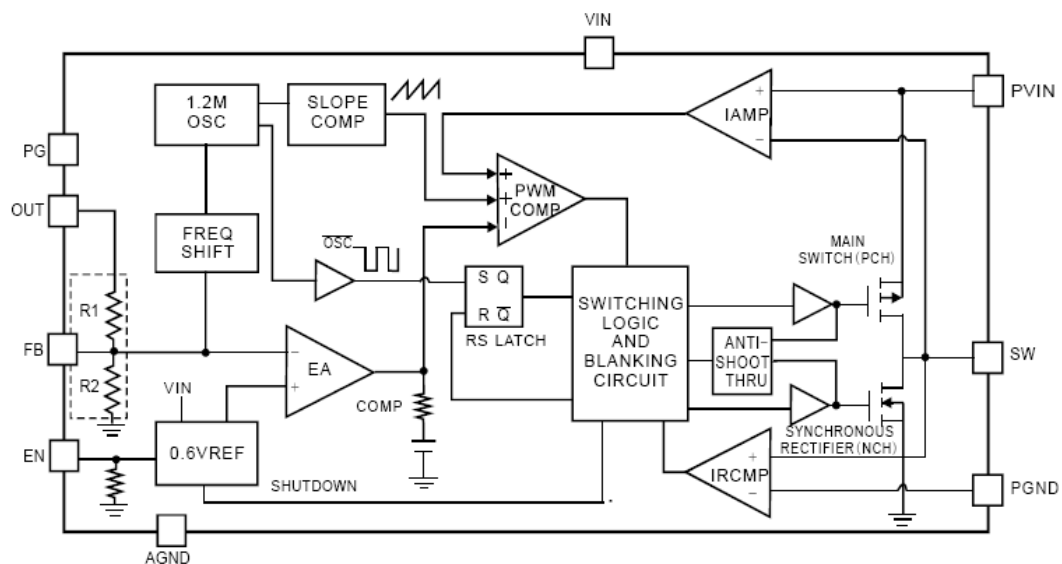 VIN
PVIN
1.2M
OSC
SLOPE
COMP
+
IAMP
−
PG
OUT
FREQ
SHIFT
+
+
−
PWM
COMP
OSC
MAIN
SWITCH (PCH)
S Q
R Q
RS LATCH
SWITCHING
LOGIC
AND
BLANKING
CIRCUIT
ANTI-
SHOOT
THRU
R1
FB
R2
−
+
EA
SW
VIN
COMP
EN
0.6VREF
SYNCHRONOUS
RECTIFIER (NCH)
SHUTDOWN
+
IRCMP
−
PGND
AGND